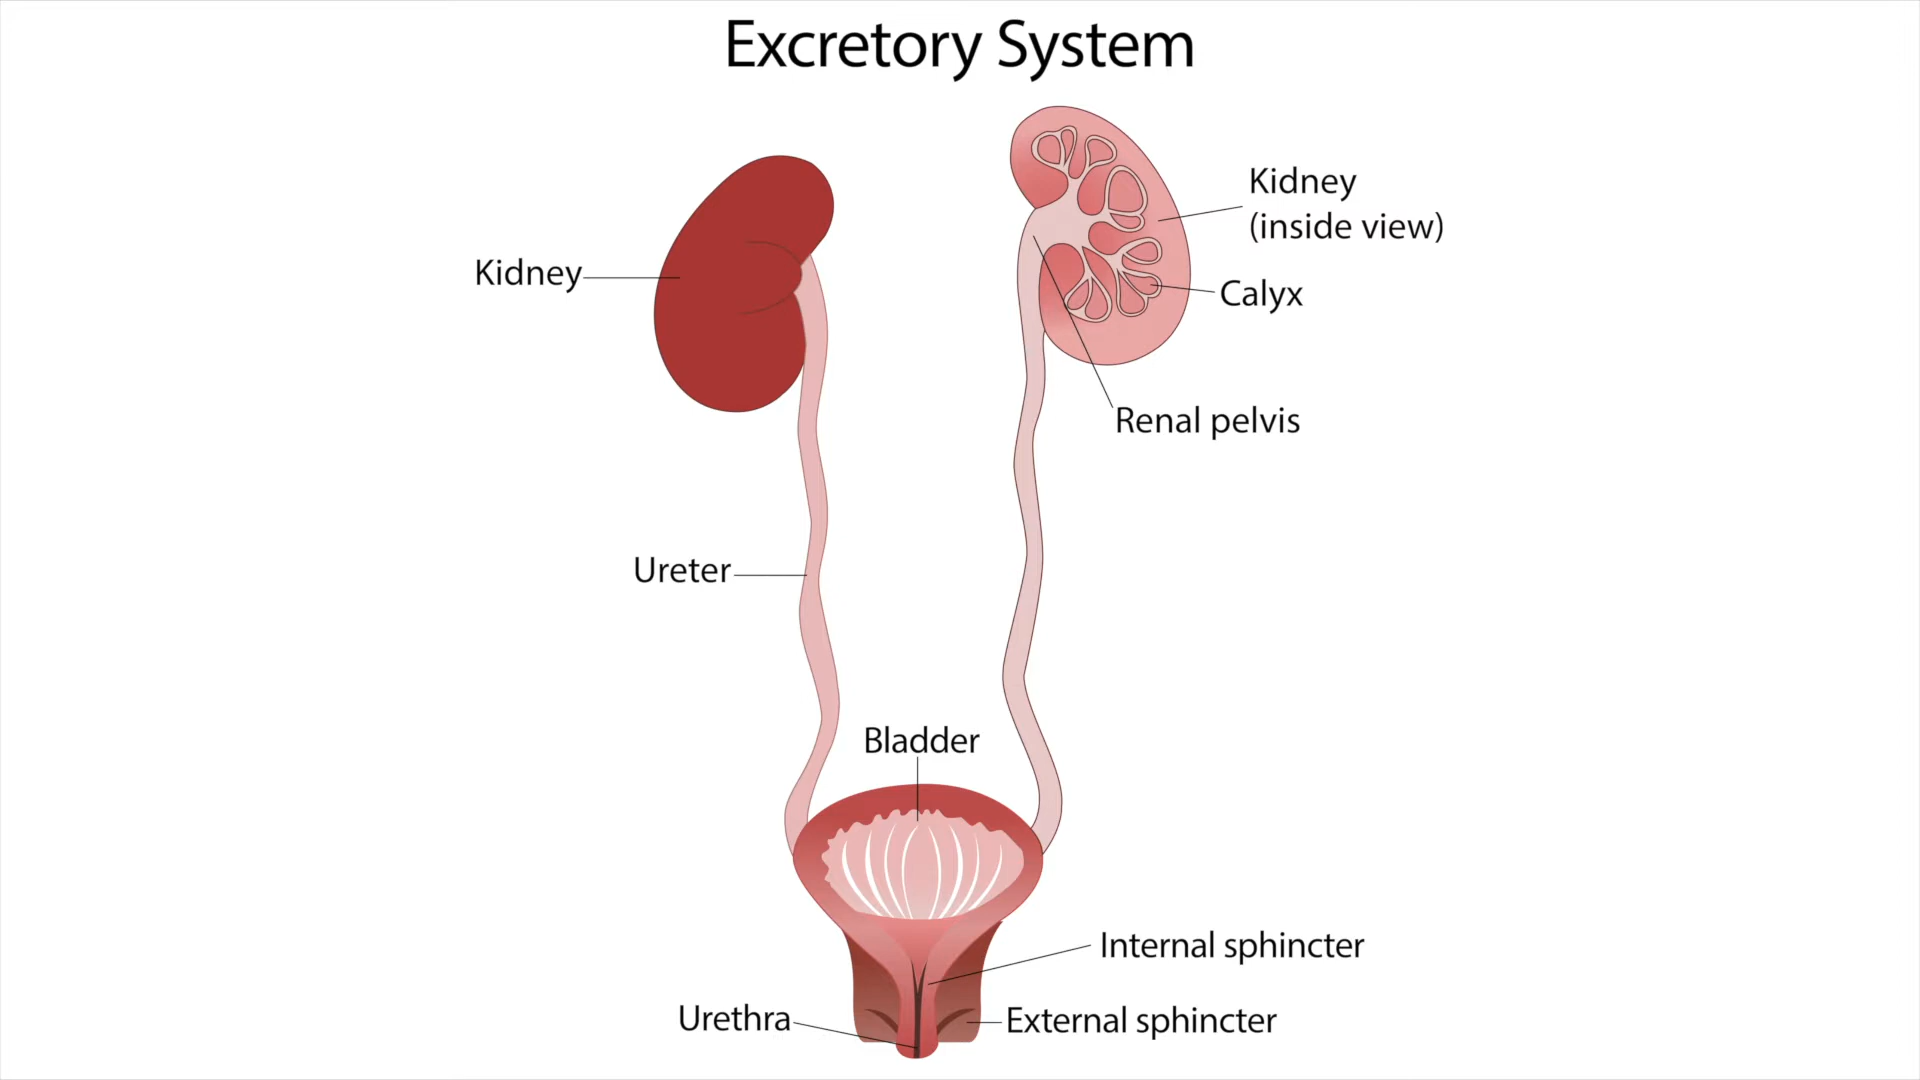 Excretory System
Kidney
(inside view)
Kidney
Calyx
Renal pelvis
Ureter
Bladder
Internal sphincter
Urethra
External sphincter